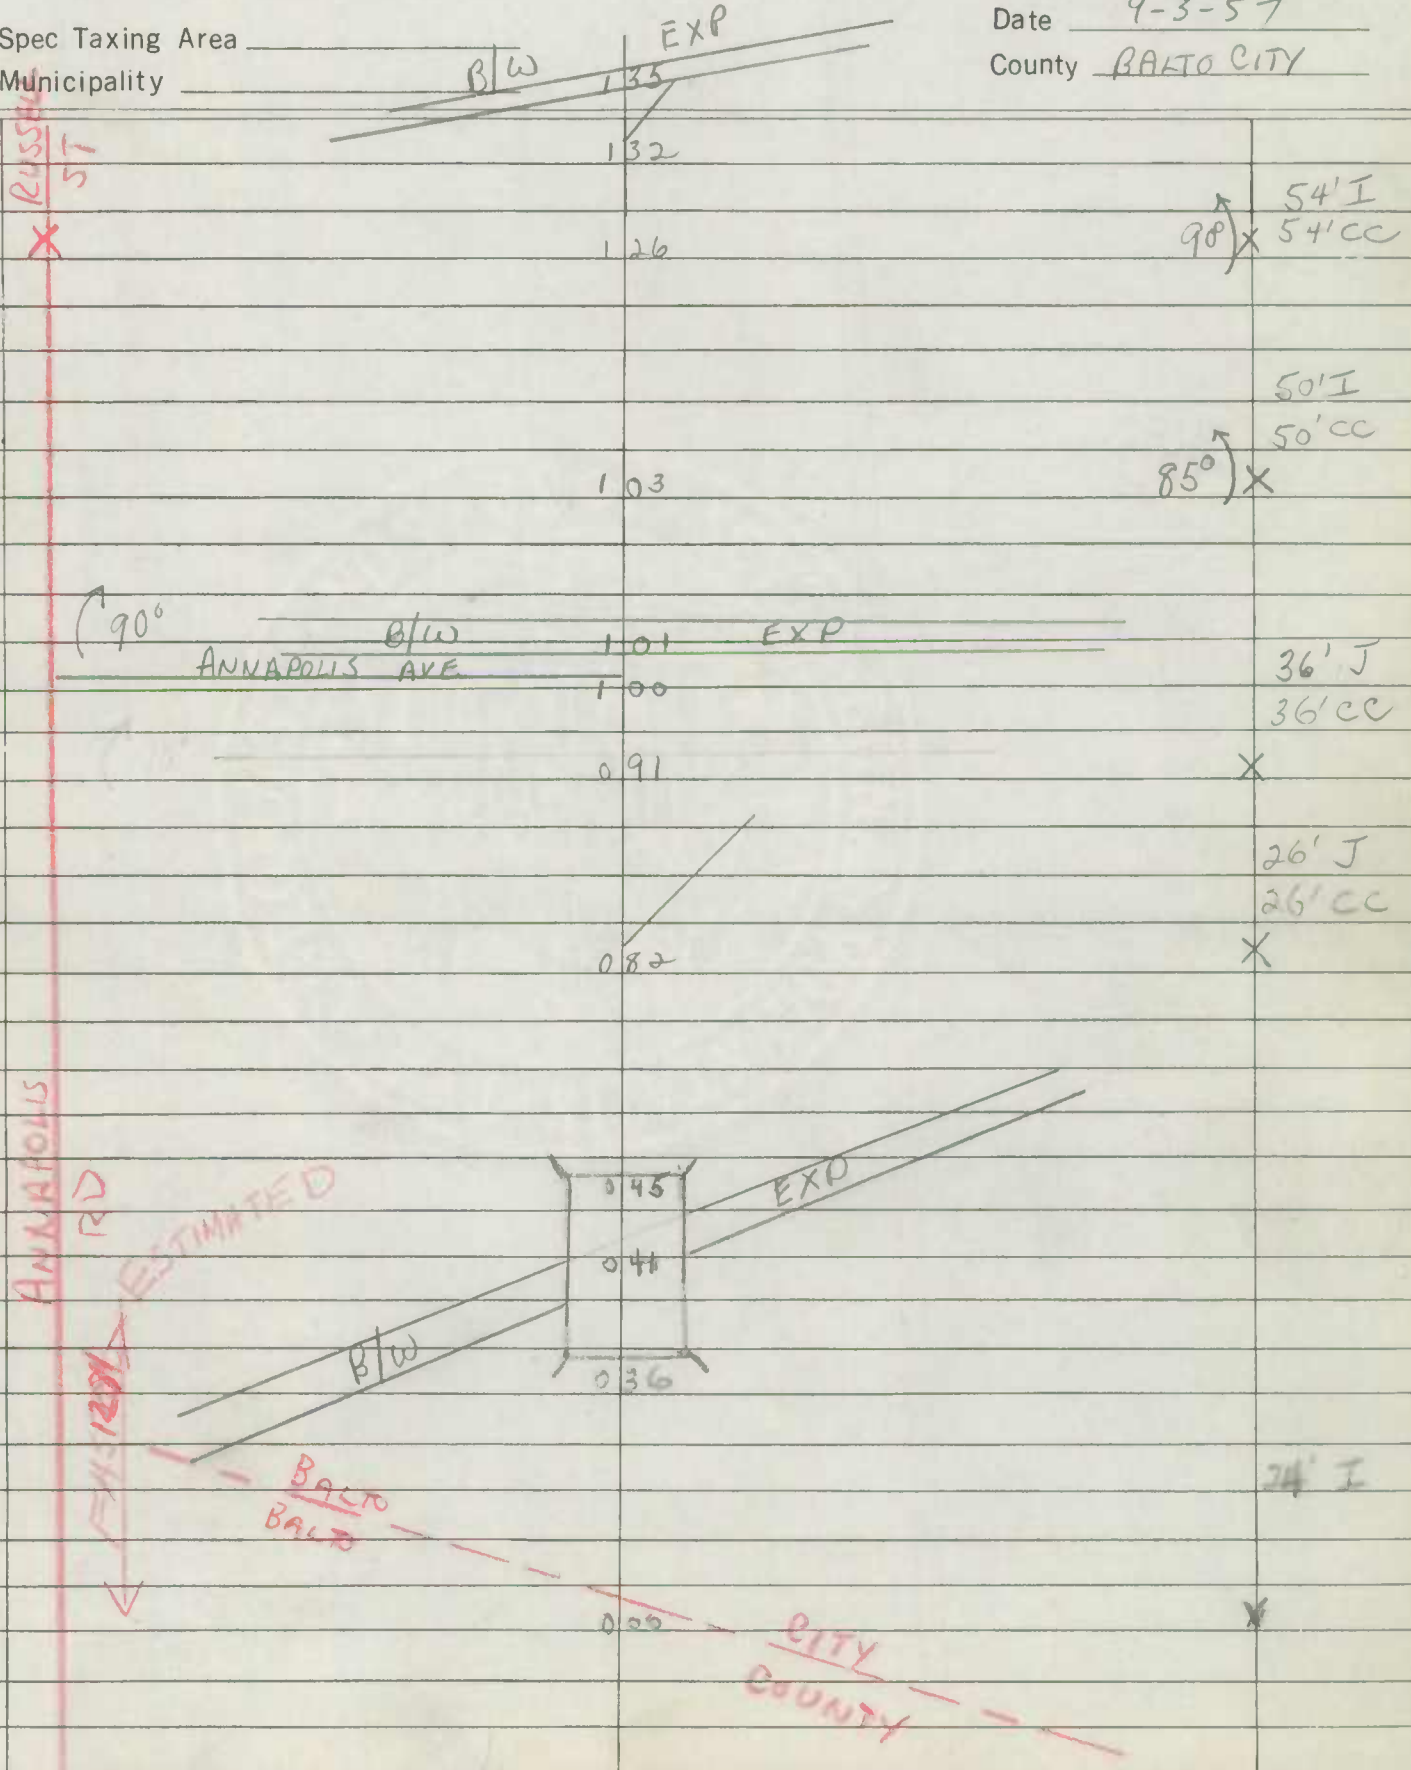 Spec Taxing Area
EXP
Date 9-3-57
Municipality
B/W
County BALTO CITY
1 35
RUSSELL
ST
1 32
54' I
1 26
98
54' CC
50' I
50' CC
1 03
85°
90°
B/W
1 01
EXP
ANNAPOLIS AVE
1 00
36' J
36' CC
0 91
26' J
26' CC
0 82
ANNAPOLIS
RD
ESTIMATED
0 45
EXP
0 41
B/W
0 36
24' I
BALTO
BALTO
0 00
CITY
COUNTY